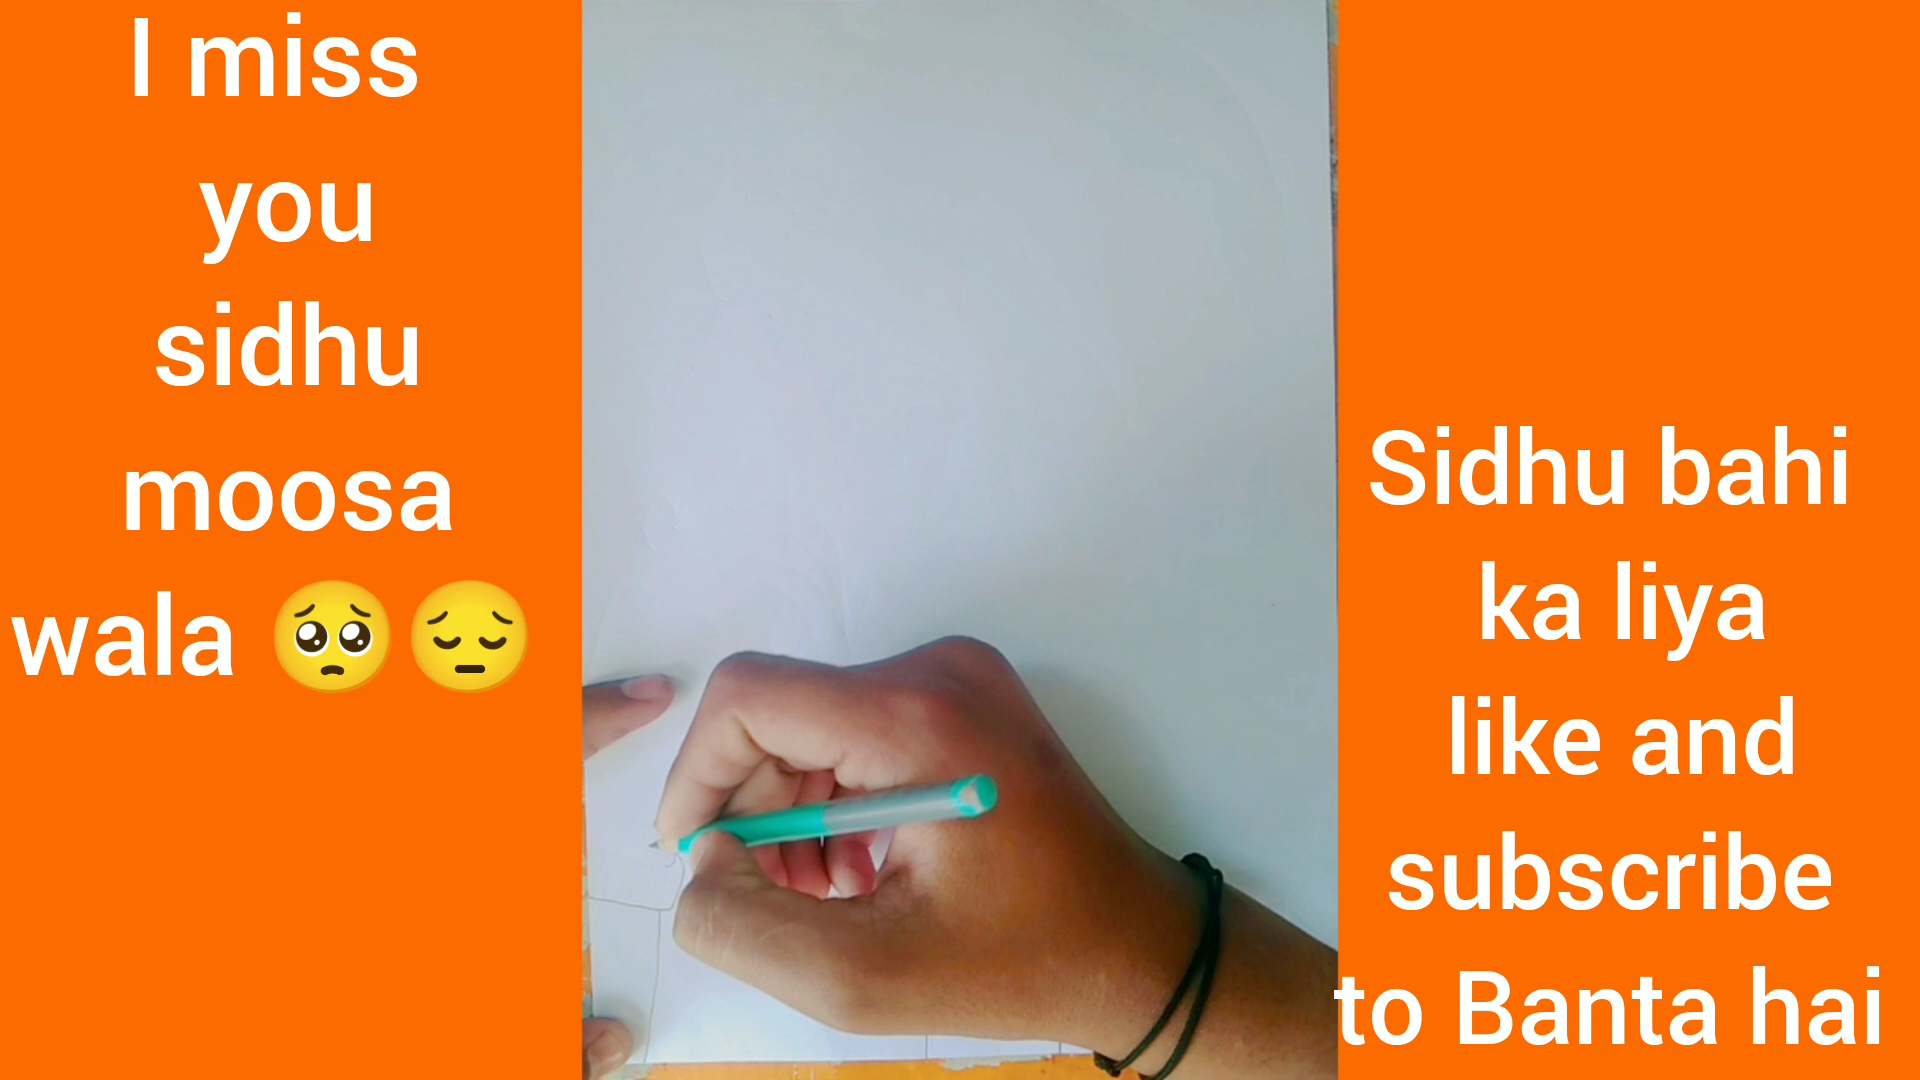 I miss
you
sidhu
moosa
wala 🥺😔
Sidhu bahi
ka liya
like and
subscribe
to Banta hai